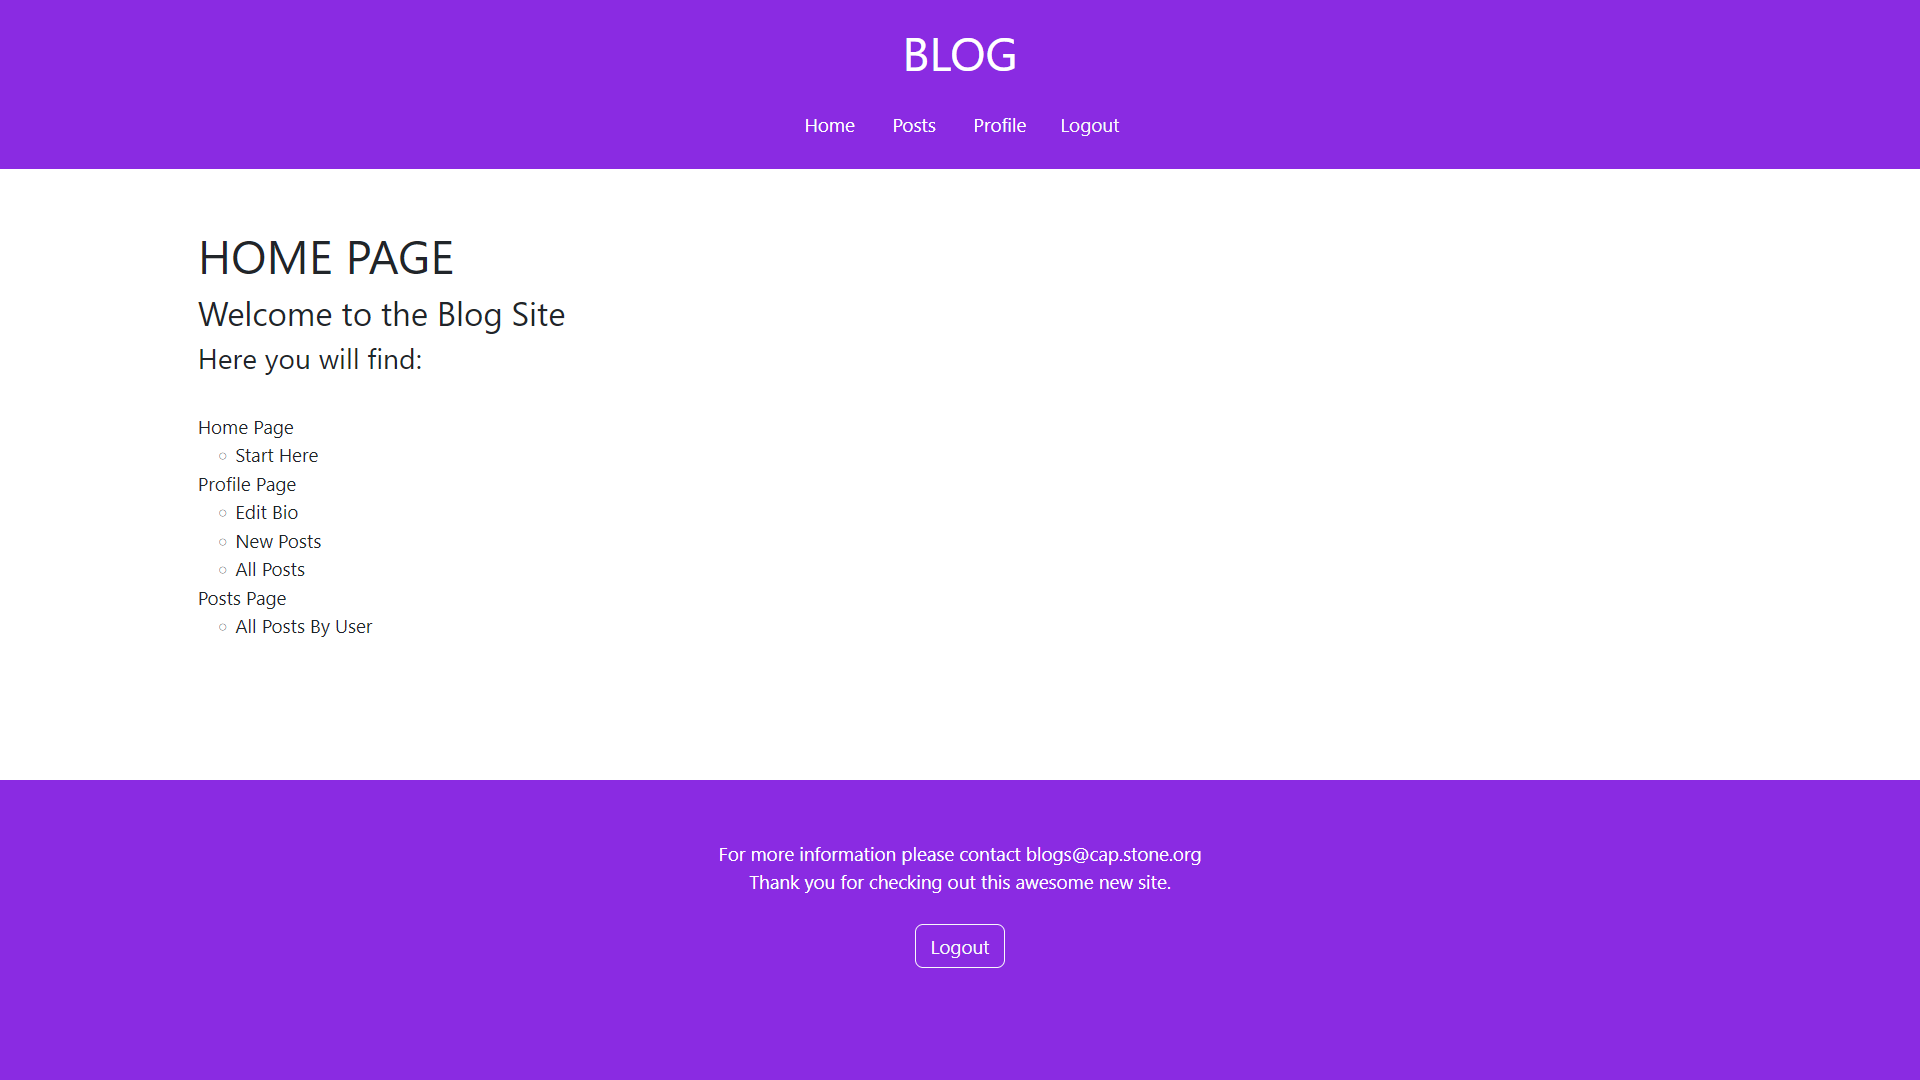 BLOG
Home Posts Profile Logout
HOME PAGE
Welcome to the Blog Site
Here you will find:
Home Page
Start Here
Profile Page
Edit Bio
New Posts
All Posts
Posts Page
All Posts By User
For more information please contact blogs@cap.stone.org
Thank you for checking out this awesome new site.
Logout